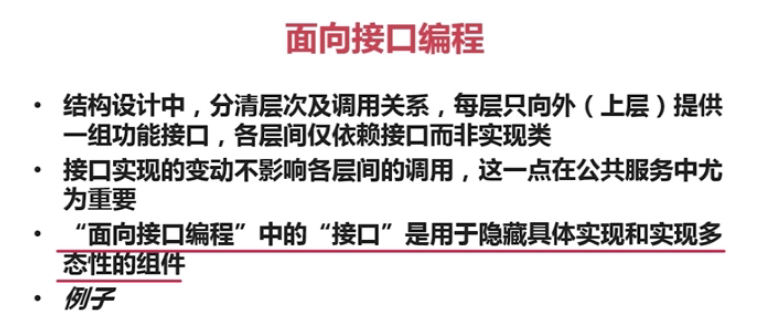 面向接口编程
• 结构设计中，分清层次及调用关系，每层只向外（上层）提供
一组功能接口，各层间仅依赖接口而非实现类
• 接口实现的变动不影响各层间的调用，这一点在公共服务中尤
为重要
• “面向接口编程”中的“接口”是用于隐藏具体实现和实现多
态性的组件
• 例子